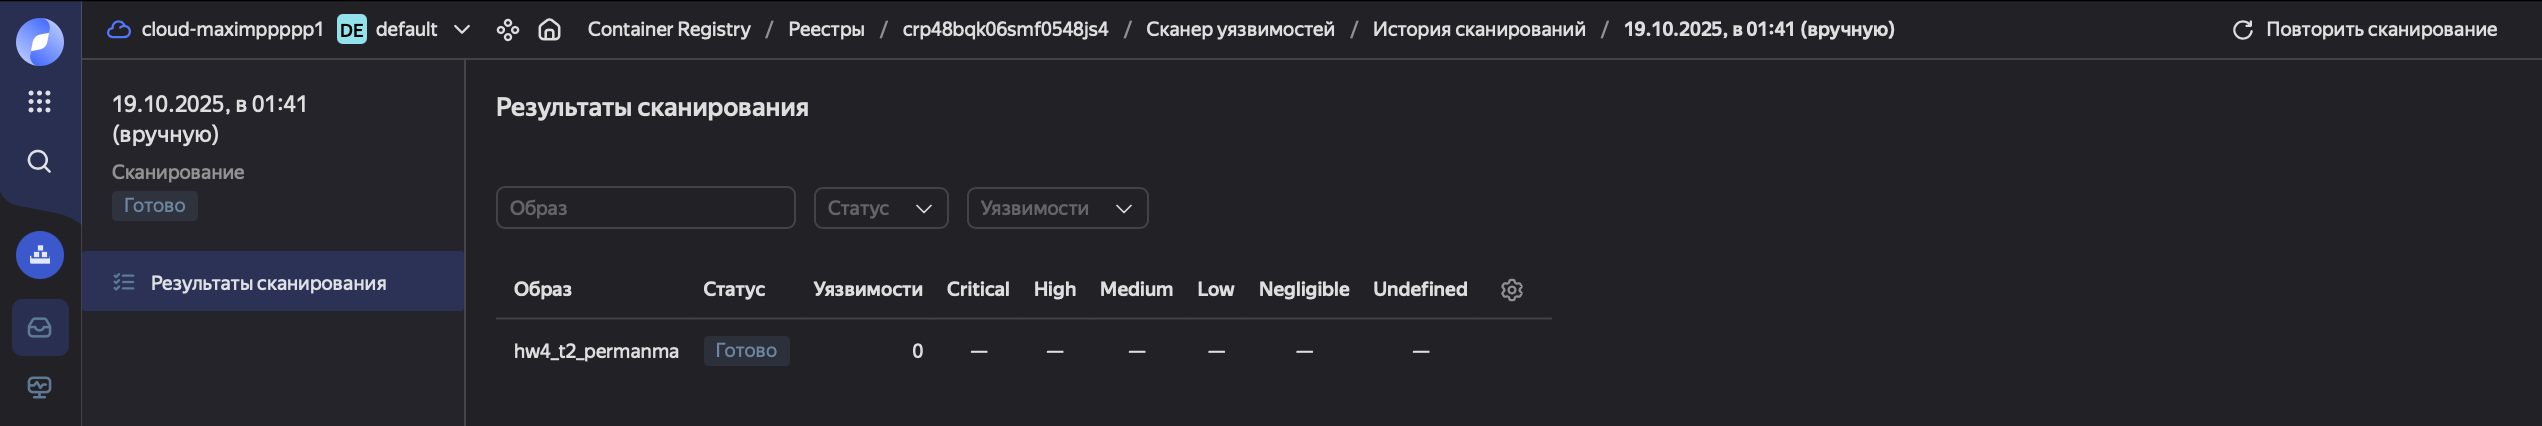 cloud-maximppppp1 DE default Container Registry / Реестры / crp48bqk06smf0548js4 / Сканер уязвимостей / История сканирований / 19.10.2025, в 01:41 (вручную) Повторить сканирование
19.10.2025, в 01:41
(вручную)
Сканирование
Готово
Результаты сканирования
Результаты сканирования
Образ Статус Уязвимости
Образ Статус Уязвимости Critical High Medium Low Negligible Undefined
hw4_t2_permanma Готово 0 — — — — — —